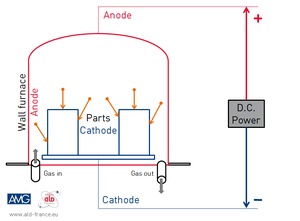 Anode
+
D.C.
Power
Wall furnace
Anode
Parts
Cathode
Gas in
Gas out
Cathode
−
AMG
ald
www.ald-france.eu